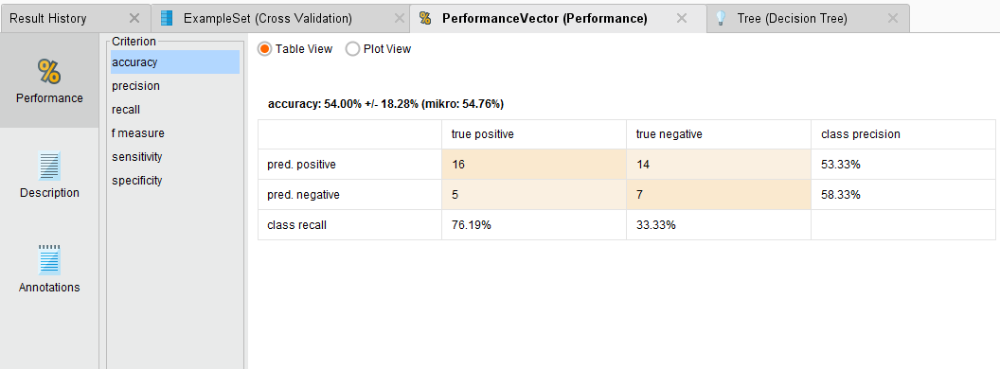 Result History
ExampleSet (Cross Validation)
PerformanceVector (Performance)
Tree (Decision Tree)
%
Performance
Description
Annotations
Criterion
accuracy
precision
recall
f measure
sensitivity
specificity
Table View
Plot View
accuracy: 54.00% +/- 18.28% (mikro: 54.76%)
true positive true negative class precision
pred. positive 16 14 53.33%
pred. negative 5 7 58.33%
class recall 76.19% 33.33%